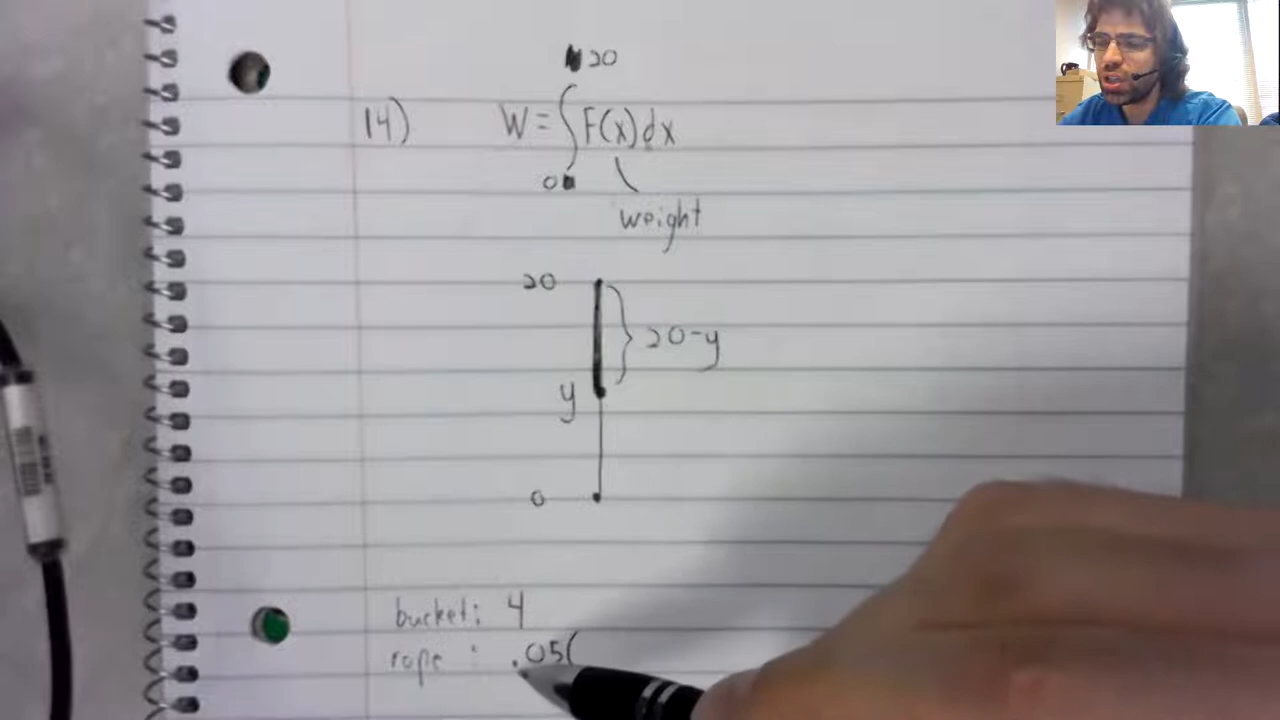 20
14) W = ∫ F(x) dx
0
weight
20
20-y
y
0
bucket: 4
rope : .05(